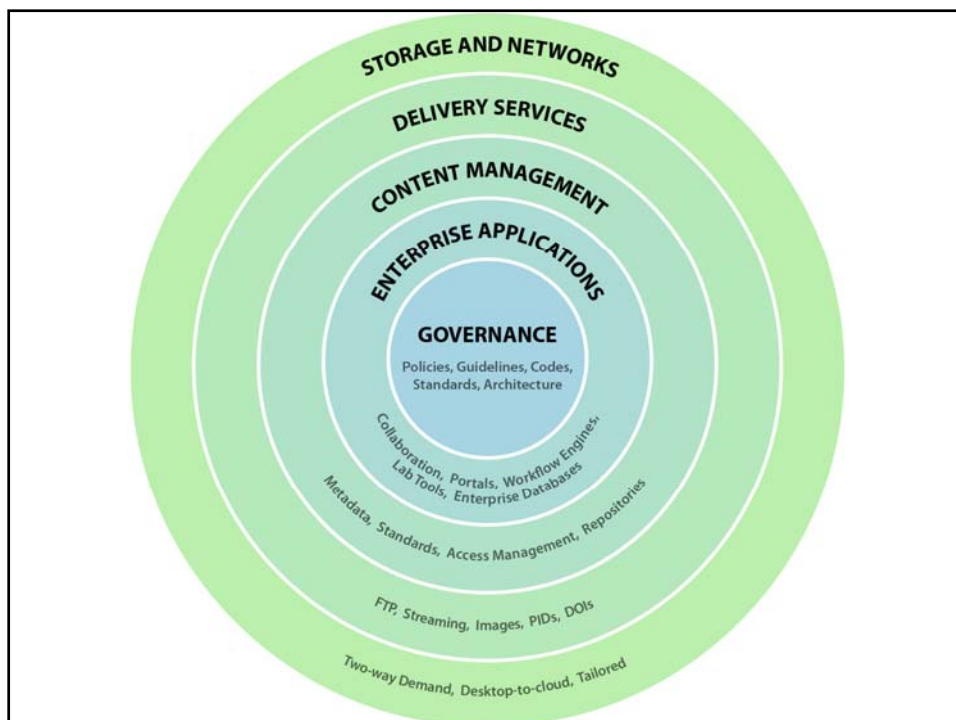 STORAGE AND NETWORKS
DELIVERY SERVICES
CONTENT MANAGEMENT
ENTERPRISE APPLICATIONS
GOVERNANCE
Policies, Guidelines, Codes,
Standards, Architecture
Collaboration, Portals, Workflow Engines,
Lab Tools, Enterprise Databases
Metadata, Standards, Access Management, Repositories
FTP, Streaming, Images, PIDs, DOIs
Two-way Demand, Desktop-to-cloud, Tailored